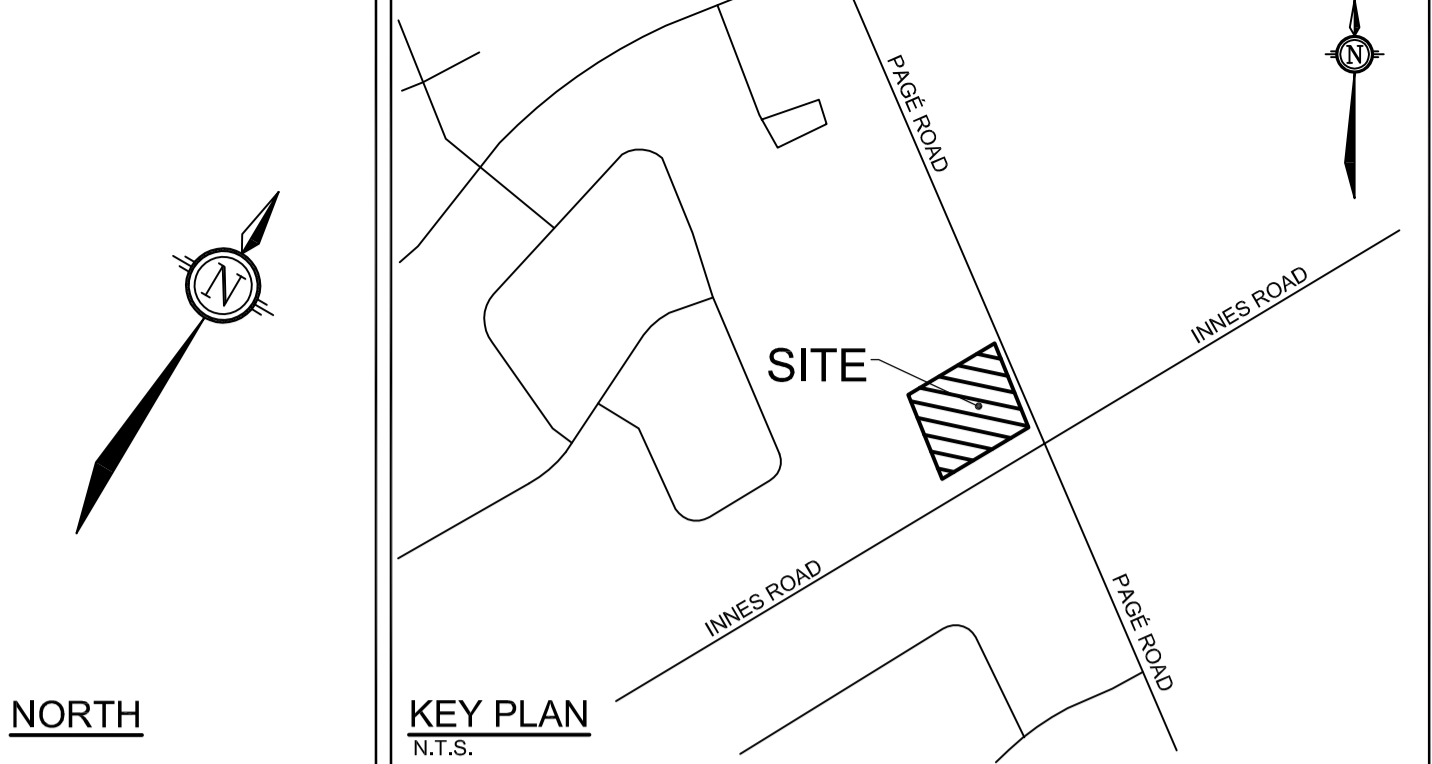 N
NORTH
N
PAGÉ ROAD
INNES ROAD
SITE
INNES ROAD
PAGÉ ROAD
KEY PLAN
N.T.S.